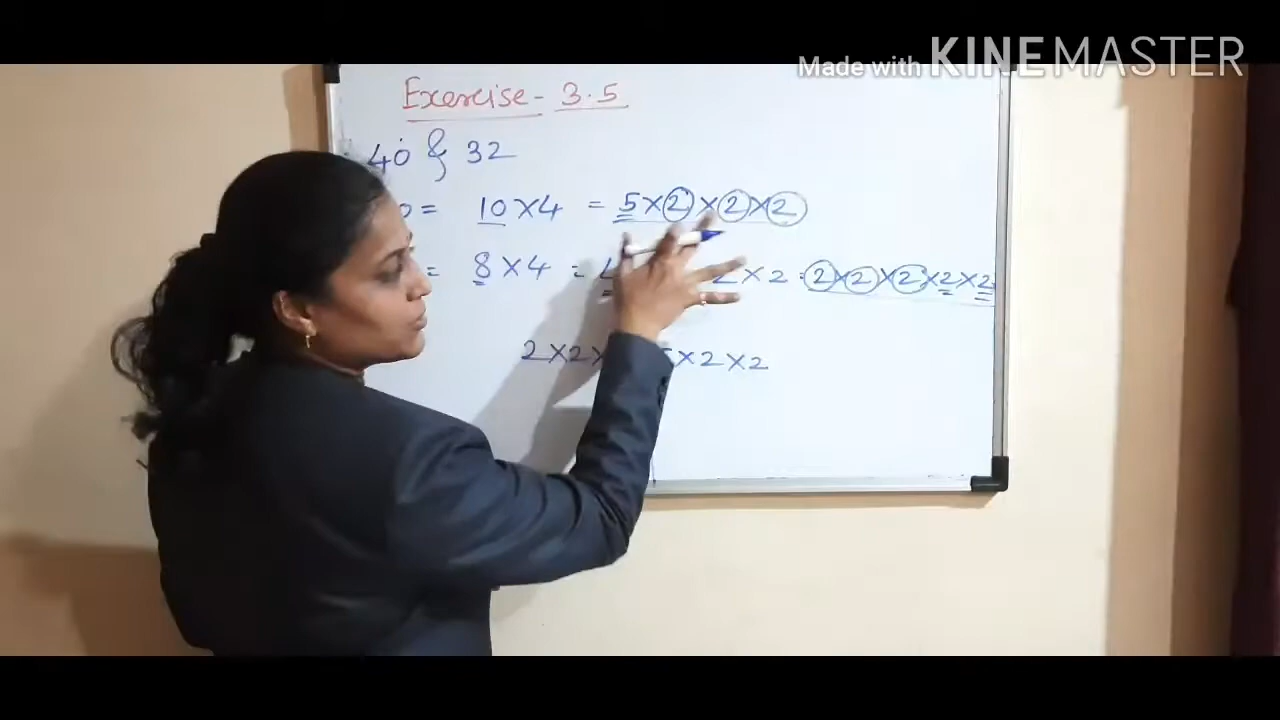 Made with KINEMASTER
Exercise - 3.5
40 & 32
0 = 10 X 4 = 5 X 2 X 2 X 2
= 8 X 4 = 2 X 2 = 2 X 2 X 2 X 2 X 2
2 X 2 X X 2 X 2